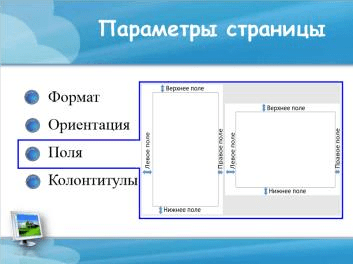 Параметры страницы
Формат
Ориентация
Поля
Колонтитулы
Верхнее поле
Левое поле
Правое поле
Нижнее поле
Верхнее поле
Левое поле
Правое поле
Нижнее поле